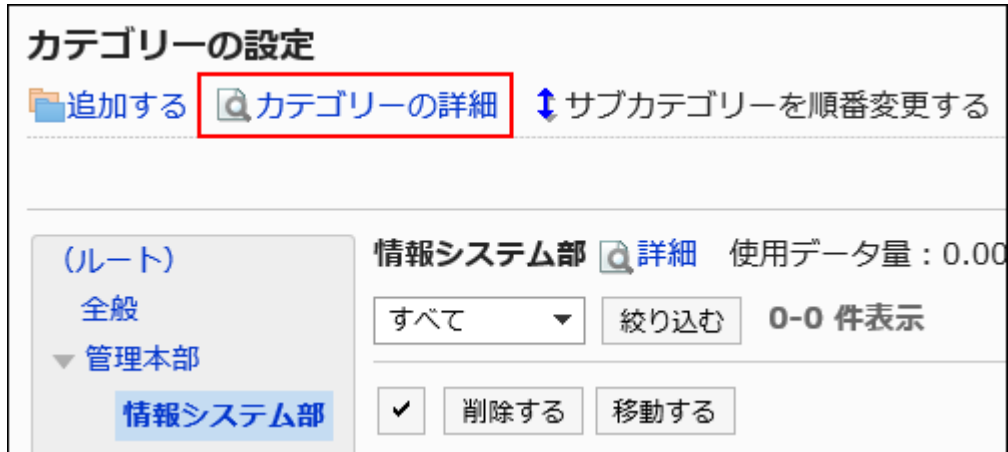 カテゴリーの設定
追加する カテゴリーの詳細 サブカテゴリーを順番変更する
(ルート)
全般
管理本部
情報システム部
情報システム部 詳細 使用データ量 : 0.00
すべて 絞り込む 0-0 件表示
削除する 移動する